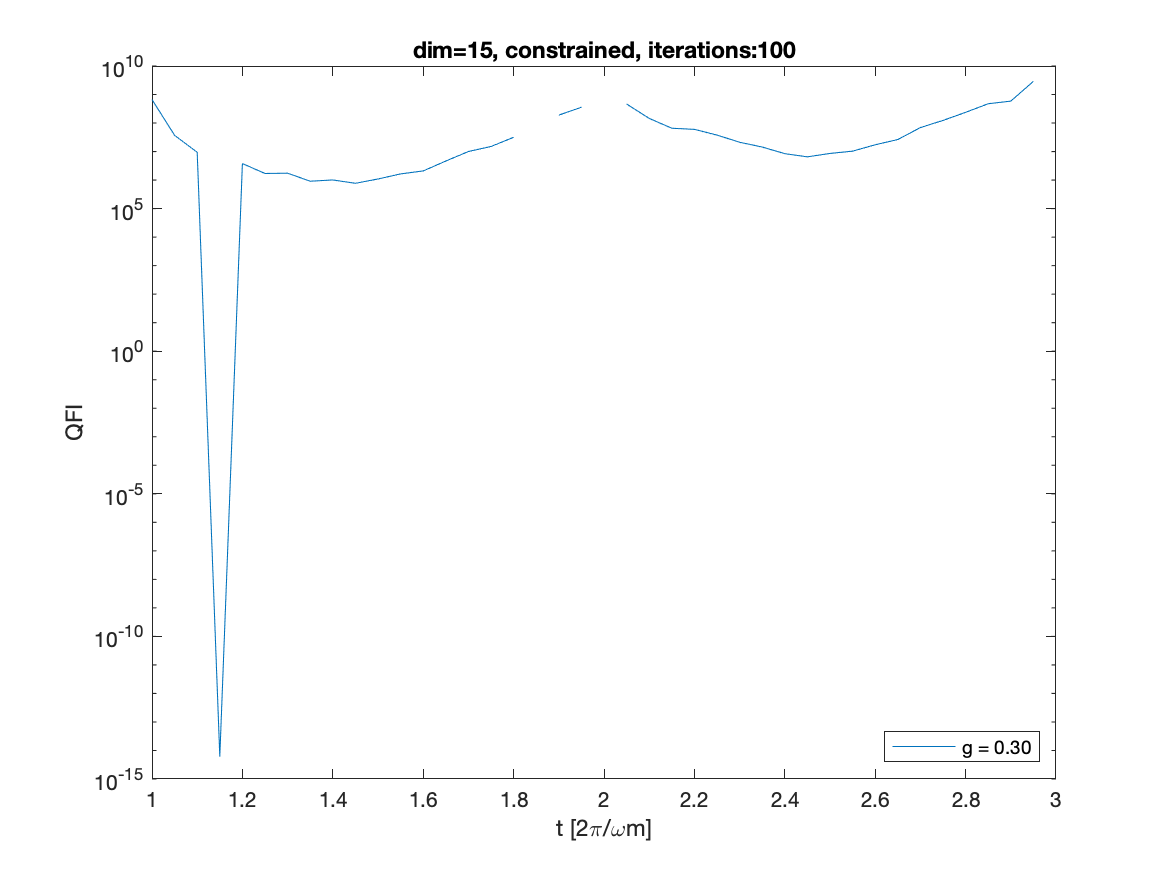 dim=15, constrained, iterations:100
10^10
10^5
10^0
10^-5
10^-10
10^-15
QFI
g = 0.30
1 1.2 1.4 1.6 1.8 2 2.2 2.4 2.6 2.8 3
t [2π/ωm]